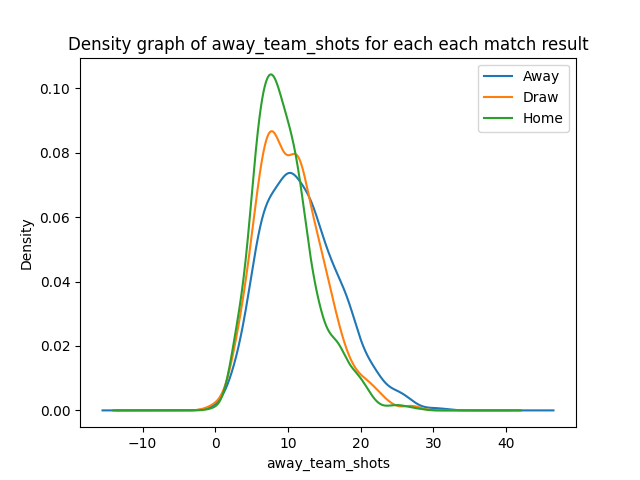 Density graph of away_team_shots for each each match result
Away
Draw
Home
0.10
0.08
0.06
0.04
0.02
0.00
Density
−10
0
10
20
30
40
away_team_shots